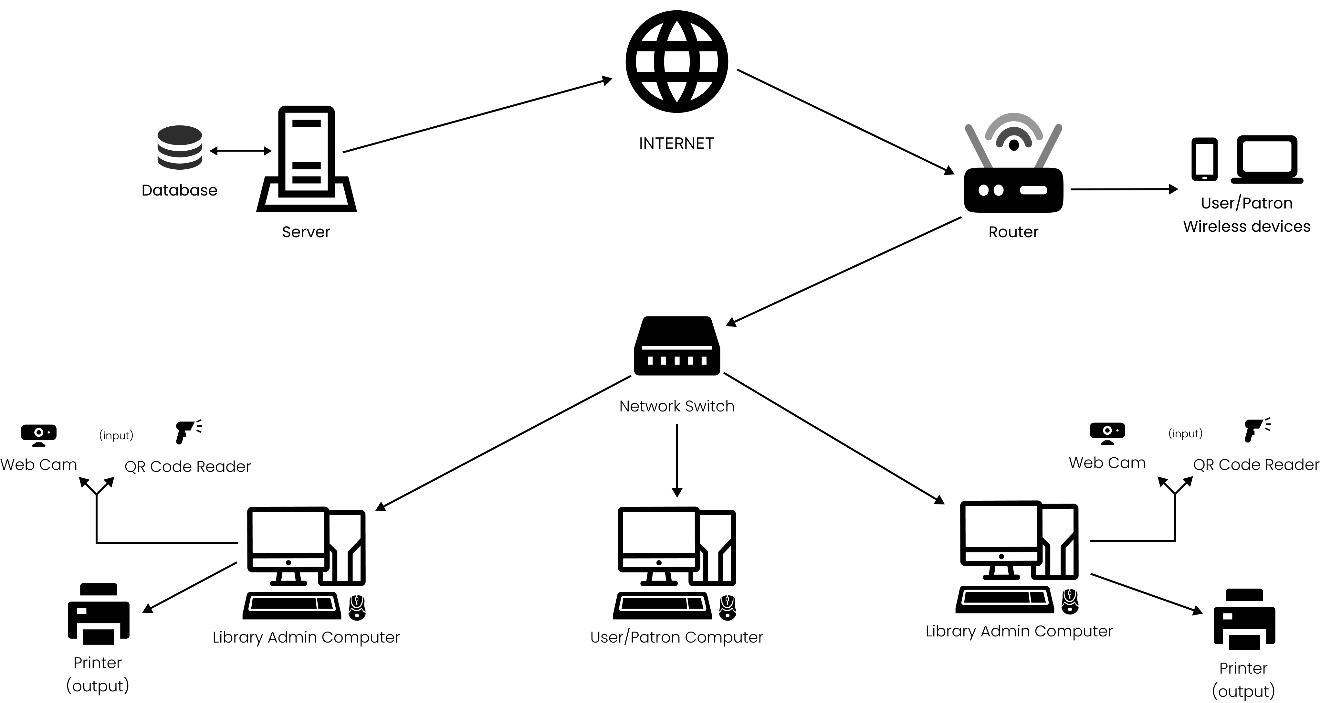 INTERNET
Database
Server
Router
User/Patron
Wireless devices
Network Switch
Web Cam
(input)
QR Code Reader
Web Cam
(input)
QR Code Reader
Library Admin Computer
User/Patron Computer
Library Admin Computer
Printer
(output)
Printer
(output)